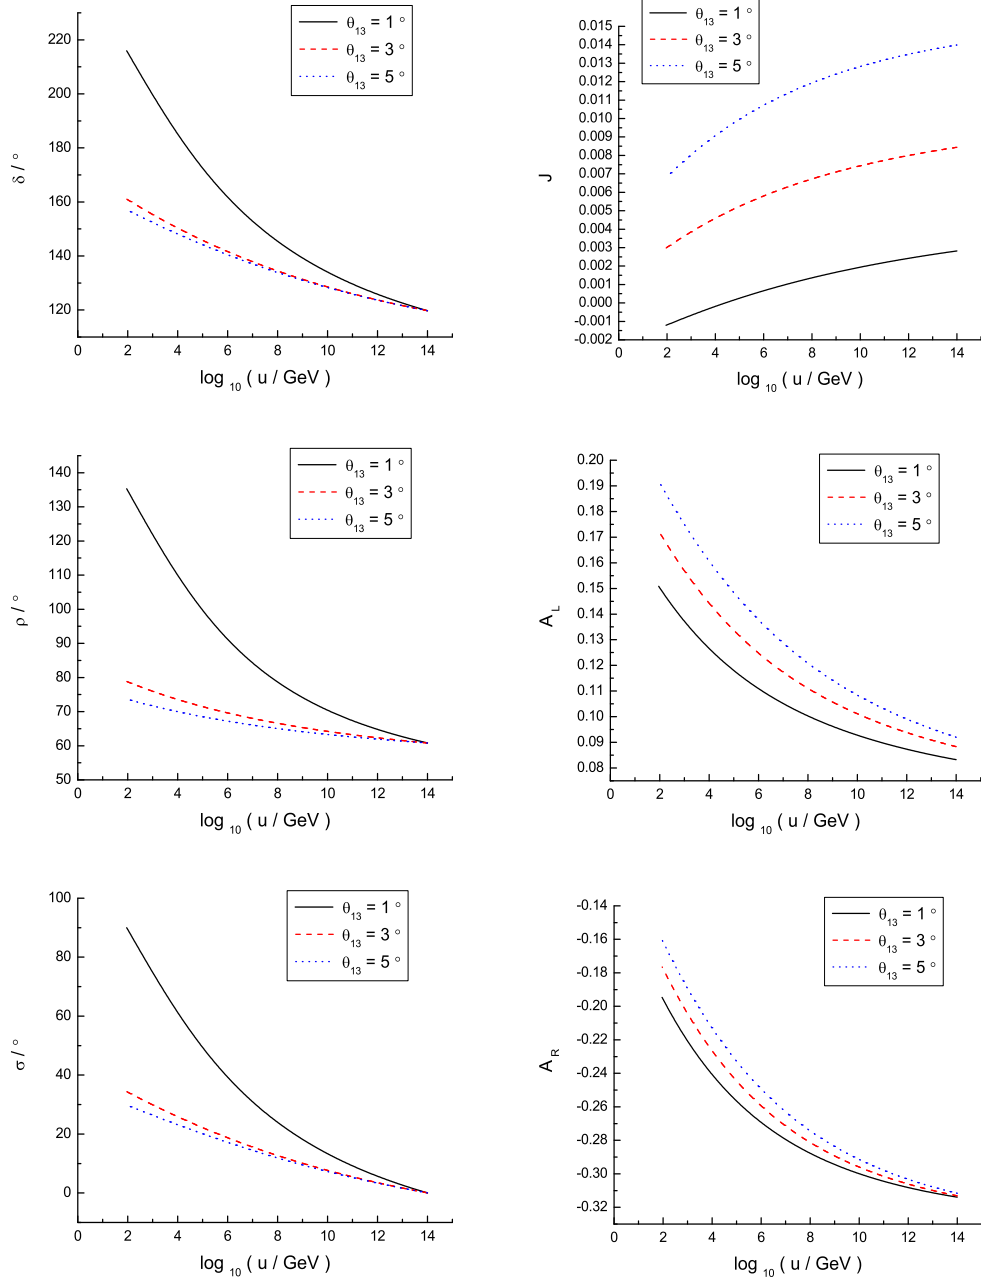 θ13 = 1 °
θ13 = 3 °
θ13 = 5 °
220
200
180
160
140
120
δ / °
0 2 4 6 8 10 12 14
log10 ( u / GeV )
θ13 = 1 °
θ13 = 3 °
θ13 = 5 °
0.015
0.014
0.013
0.012
0.011
0.010
0.009
0.008
0.007
0.006
0.005
0.004
0.003
0.002
0.001
0.000
-0.001
-0.002
J
0 2 4 6 8 10 12 14
log10 ( u / GeV )
θ13 = 1 °
θ13 = 3 °
θ13 = 5 °
140
130
120
110
100
90
80
70
60
50
ρ / °
0 2 4 6 8 10 12 14
log10 ( u / GeV )
θ13 = 1 °
θ13 = 3 °
θ13 = 5 °
0.20
0.19
0.18
0.17
0.16
0.15
0.14
0.13
0.12
0.11
0.10
0.09
0.08
AL
0 2 4 6 8 10 12 14
log10 ( u / GeV )
θ13 = 1 °
θ13 = 3 °
θ13 = 5 °
100
80
60
40
20
0
σ / °
0 2 4 6 8 10 12 14
log10 ( u / GeV )
θ13 = 1 °
θ13 = 3 °
θ13 = 5 °
-0.14
-0.16
-0.18
-0.20
-0.22
-0.24
-0.26
-0.28
-0.30
-0.32
AR
0 2 4 6 8 10 12 14
log10 ( u / GeV )